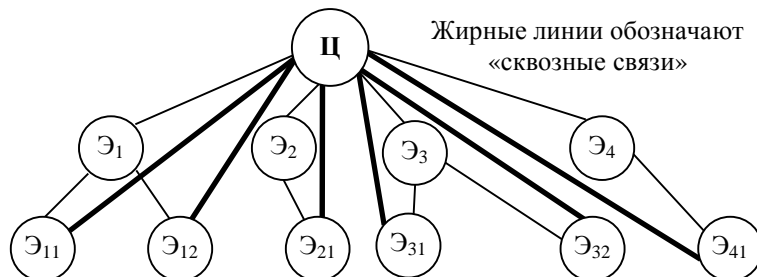 Ц
Жирные линии обозначают
«сквозные связи»
Э₁
Э₂
Э₃
Э₄
Э₁₁
Э₁₂
Э₂₁
Э₃₁
Э₃₂
Э₄₁